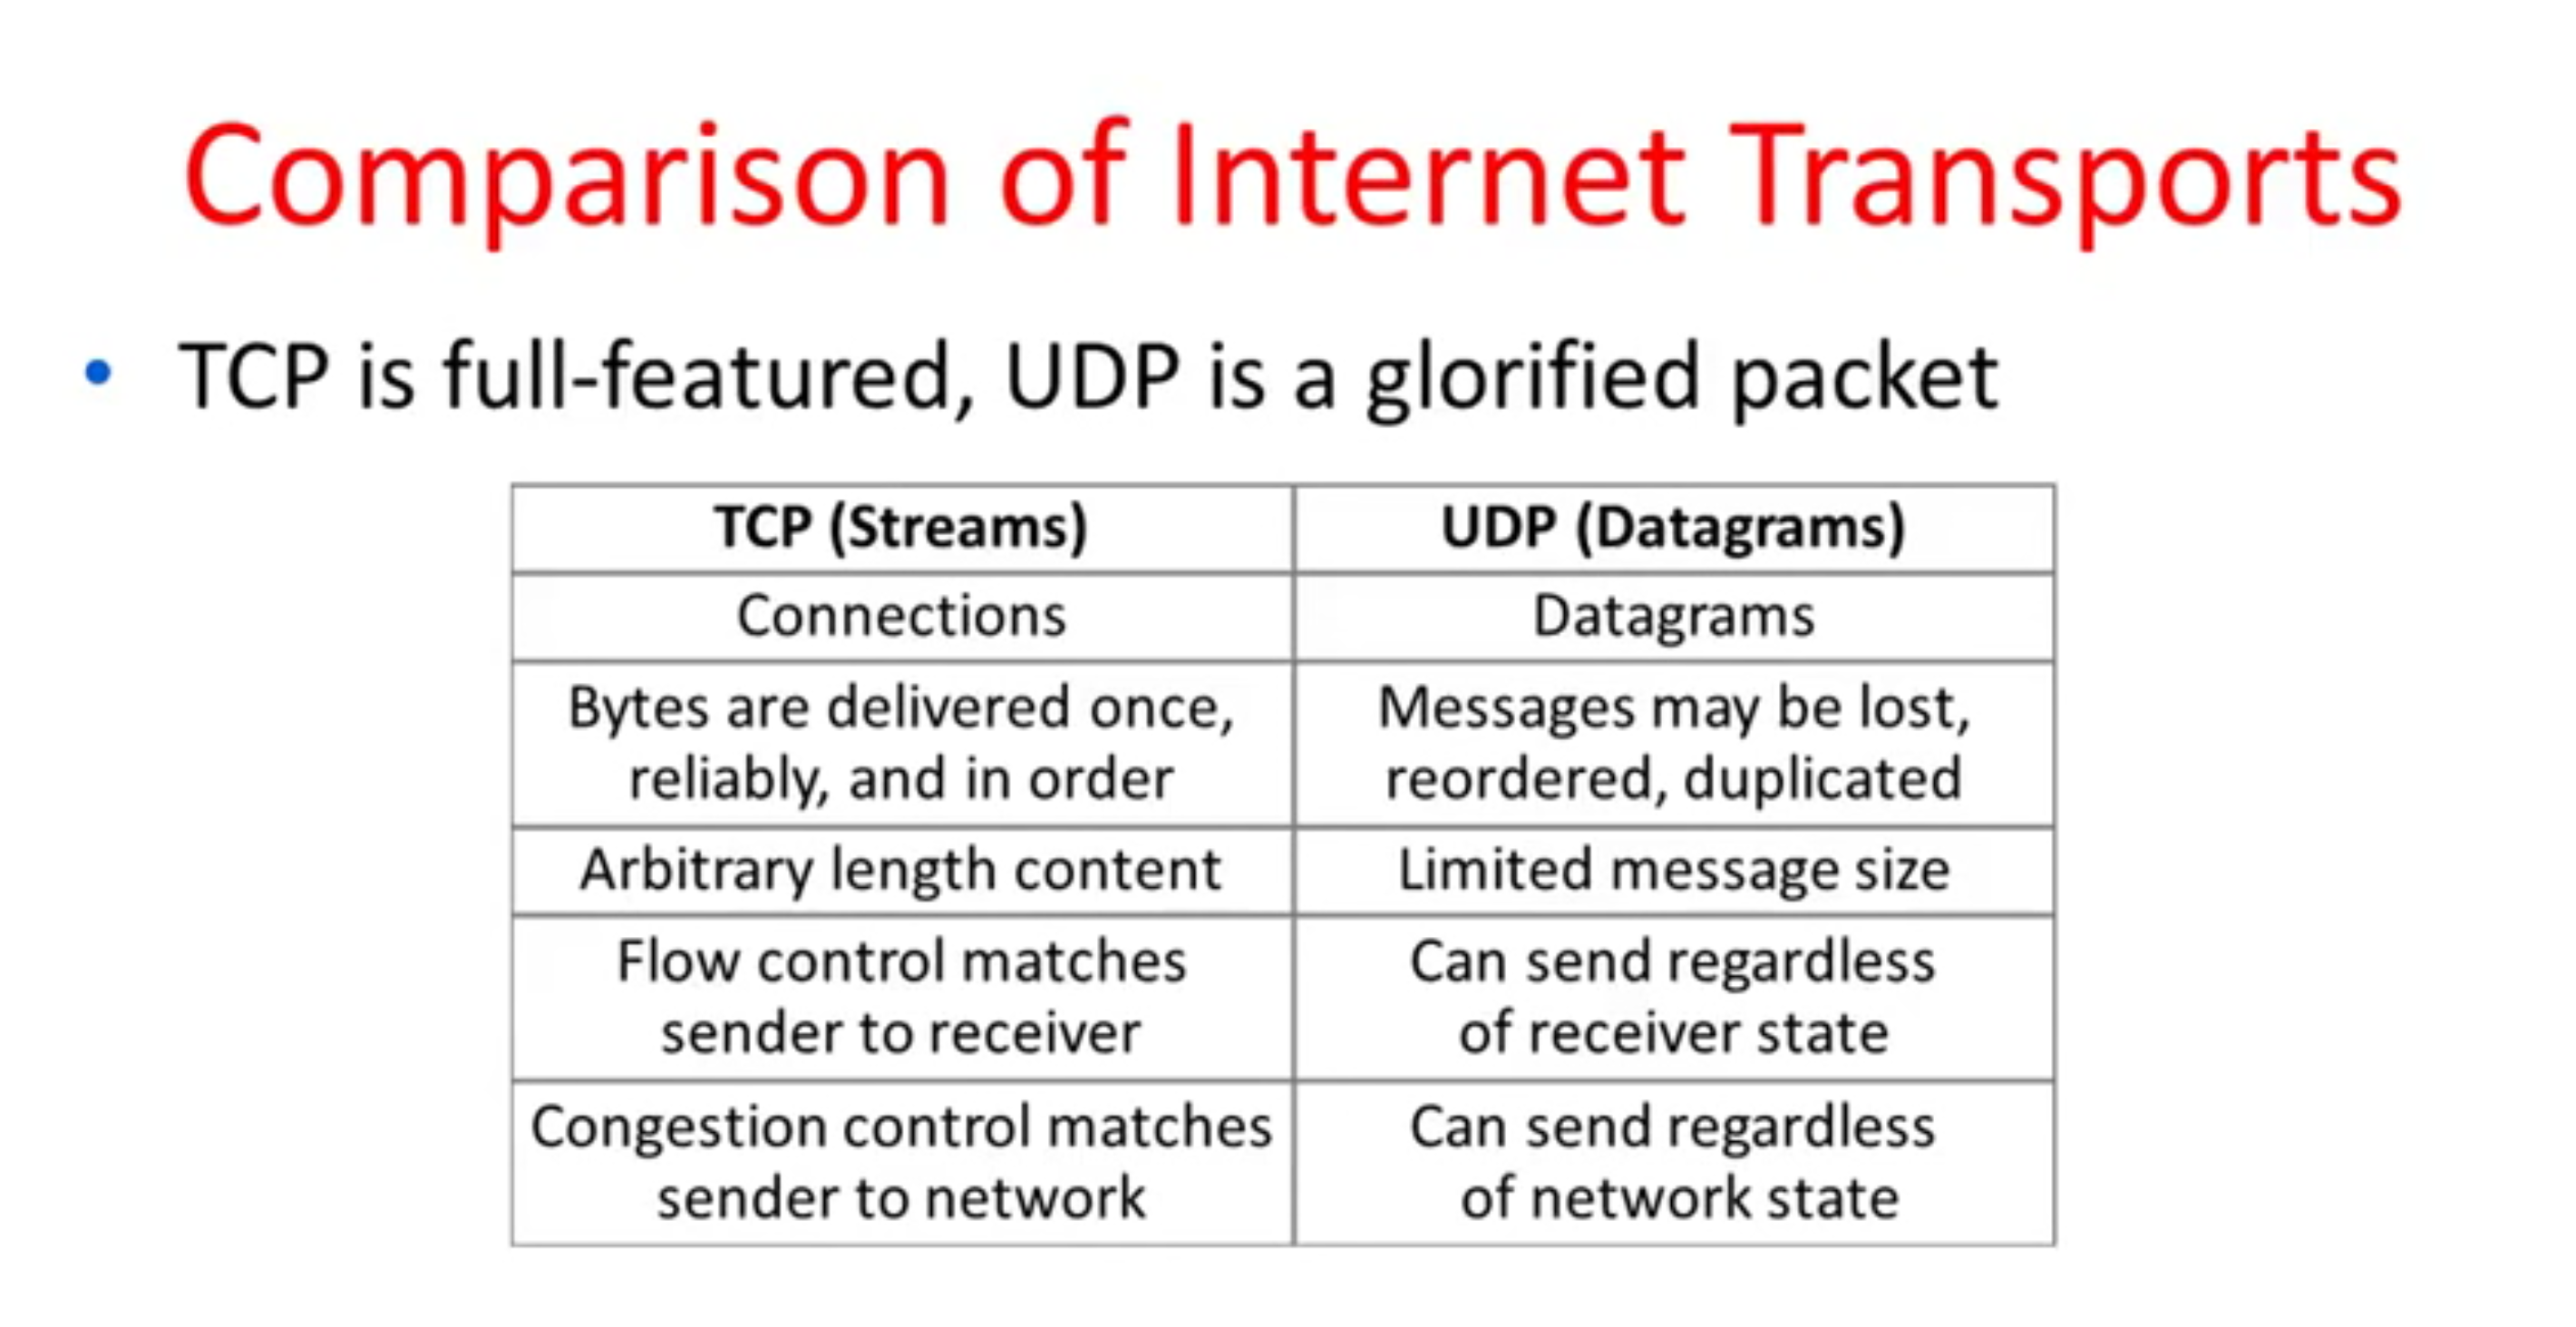 Comparison of Internet Transports
• TCP is full-featured, UDP is a glorified packet
TCP (Streams)
UDP (Datagrams)
Connections
Datagrams
Bytes are delivered once,
reliably, and in order
Messages may be lost,
reordered, duplicated
Arbitrary length content
Limited message size
Flow control matches
sender to receiver
Can send regardless
of receiver state
Congestion control matches
sender to network
Can send regardless
of network state